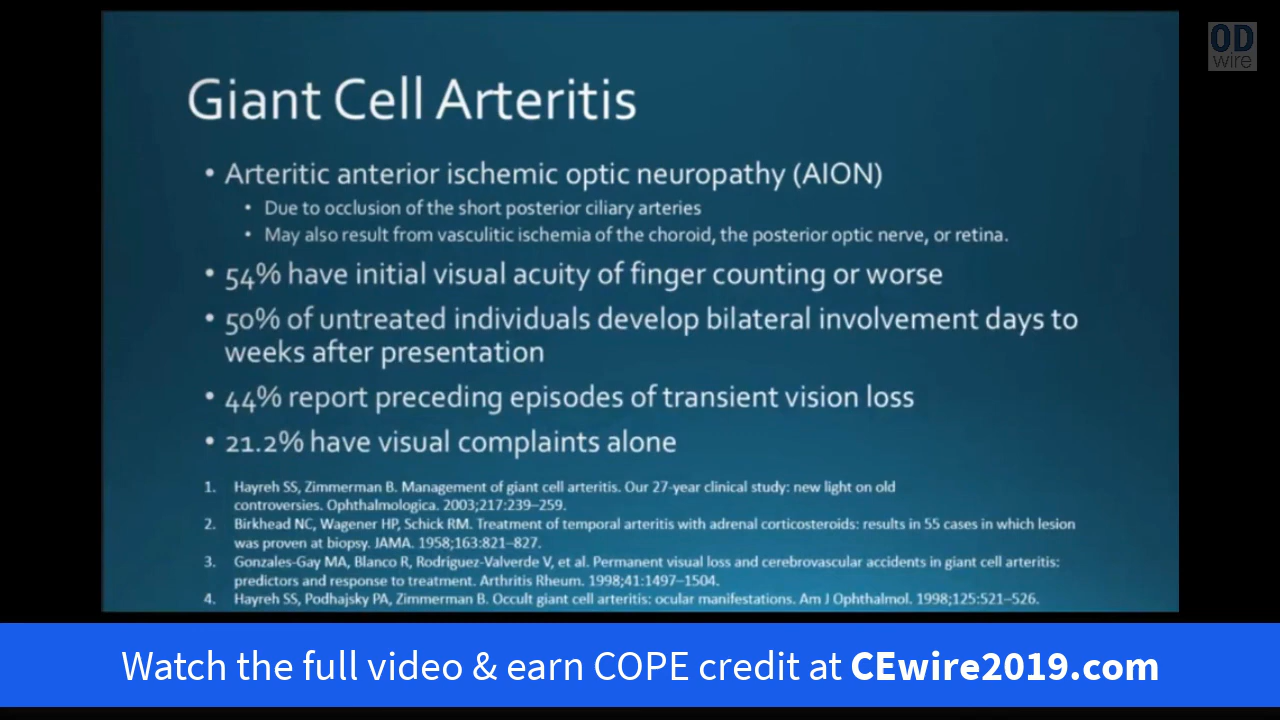 OD
wire
Giant Cell Arteritis
• Arteritic anterior ischemic optic neuropathy (AION)
• Due to occlusion of the short posterior ciliary arteries
• May also result from vasculitic ischemia of the choroid, the posterior optic nerve, or retina.
• 54% have initial visual acuity of finger counting or worse
• 50% of untreated individuals develop bilateral involvement days to
weeks after presentation
• 44% report preceding episodes of transient vision loss
• 21.2% have visual complaints alone
1. Hayreh SS, Zimmerman B. Management of giant cell arteritis. Our 27-year clinical study: new light on old
controversies. Ophthalmologica. 2003;217:239–259.
2. Birkhead NC, Wagener HP, Schick RM. Treatment of temporal arteritis with adrenal corticosteroids: results in 55 cases in which lesion
was proven at biopsy. JAMA. 1958;163:821–827.
3. Gonzales-Gay MA, Blanco R, Rodriguez-Valverde V, et al. Permanent visual loss and cerebrovascular accidents in giant cell arteritis:
predictors and response to treatment. Arthritis Rheum. 1998;41:1497–1504.
4. Hayreh SS, Podhajsky PA, Zimmerman B. Occult giant cell arteritis: ocular manifestations. Am J Ophthalmol. 1998;125:521–526.
Watch the full video & earn COPE credit at CEwire2019.com